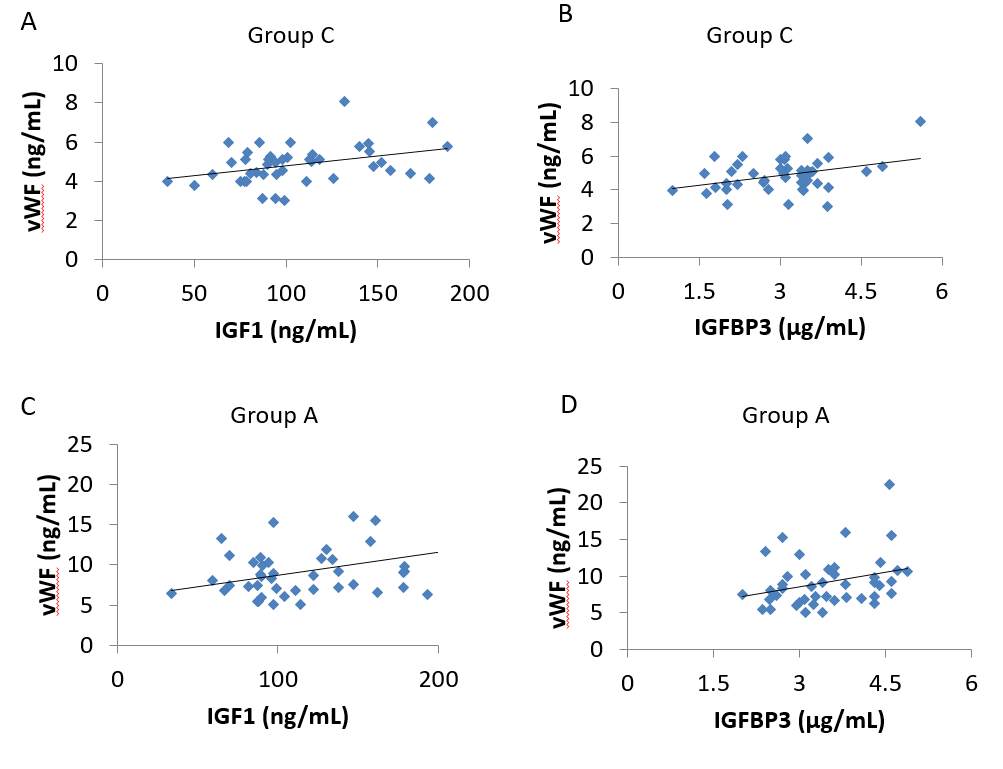 A
Group C
10
8
6
4
2
0
vWF (ng/mL)
0 50 100 150 200
IGF1 (ng/mL)
B
Group C
10
8
6
4
2
0
vWF (ng/mL)
0 1.5 3 4.5 6
IGFBP3 (μg/mL)
C
Group A
25
20
15
10
5
0
vWF (ng/mL)
0 100 200
IGF1 (ng/mL)
D
Group A
25
20
15
10
5
0
vWF (ng/mL)
0 1.5 3 4.5 6
IGFBP3 (μg/mL)